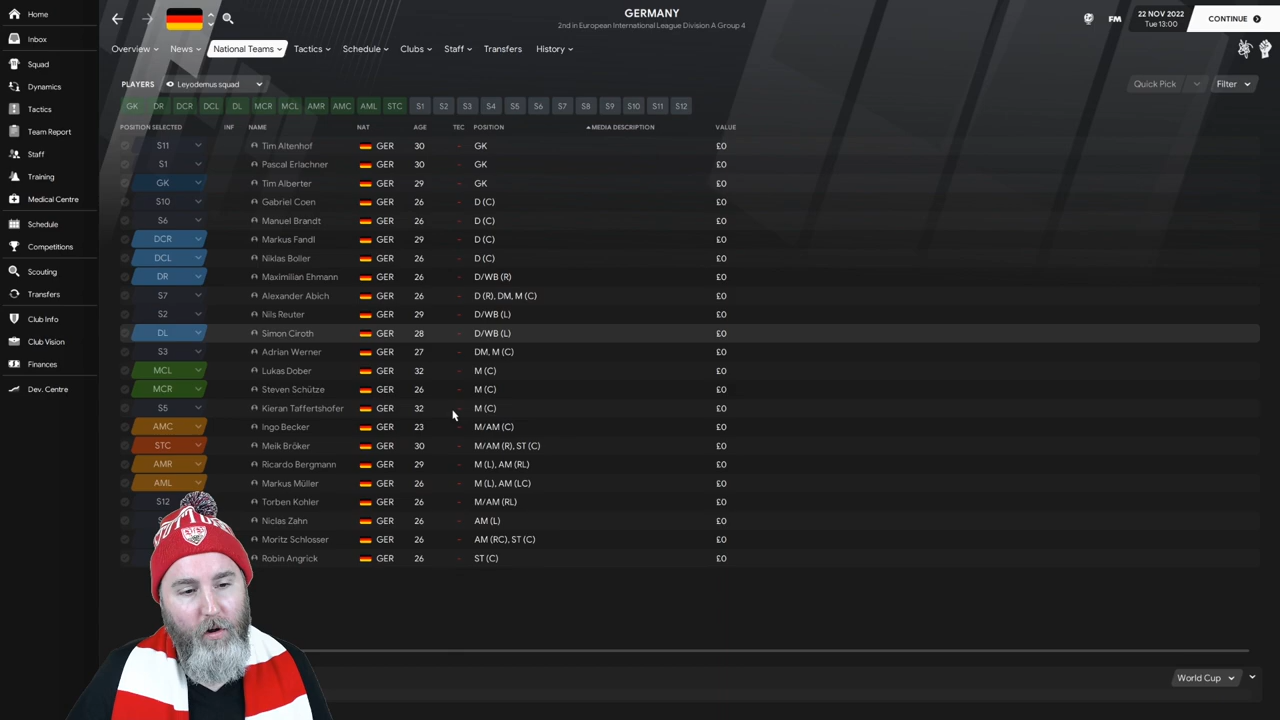 Home
Inbox
Squad
Dynamics
Tactics
Team Report
Staff
Training
Medical Centre
Schedule
Competitions
Scouting
Transfers
Club Info
Club Vision
Finances
Dev. Centre
GERMANY
2nd in European International League Division A Group 4
FM
22 NOV 2022
Tue 13:00
CONTINUE
Overview News National Teams Tactics Schedule Clubs Staff Transfers History
PLAYERS Leyodemus squad Quick Pick Filter
GK DR DCR DCL DL MCR MCL AMR AMC AML STC S1 S2 S3 S4 S5 S6 S7 S8 S9 S10 S11 S12
POSITION SELECTED INF NAME NAT AGE TEC POSITION MEDIA DESCRIPTION VALUE
S11 Tim Altenhof GER 30 - GK £0
S1 Pascal Erlachner GER 30 - GK £0
GK Tim Alberter GER 29 - GK £0
S10 Gabriel Coen GER 26 - D (C) £0
S6 Manuel Brandt GER 26 - D (C) £0
DCR Markus Fandl GER 29 - D (C) £0
DCL Niklas Boller GER 26 - D (C) £0
DR Maximilian Ehmann GER 26 - D/WB (R) £0
S7 Alexander Abich GER 26 - D (R), DM, M (C) £0
S2 Nils Reuter GER 29 - D/WB (L) £0
DL Simon Ciroth GER 28 - D/WB (L) £0
S3 Adrian Werner GER 27 - DM, M (C) £0
MCL Lukas Dober GER 32 - M (C) £0
MCR Steven Schütze GER 26 - M (C) £0
S5 Kieran Taffertshofer GER 32 - M (C) £0
AMC Ingo Becker GER 23 - M/AM (C) £0
STC Meik Bröker GER 30 - M/AM (R), ST (C) £0
AMR Ricardo Bergmann GER 29 - M (L), AM (RL) £0
AML Markus Müller GER 26 - M (L), AM (LC) £0
S12 Torben Kohler GER 26 - M/AM (RL) £0
Niclas Zahn GER 26 - AM (L) £0
Moritz Schlosser GER 26 - AM (RC), ST (C) £0
Robin Angrick GER 26 - ST (C) £0
World Cup